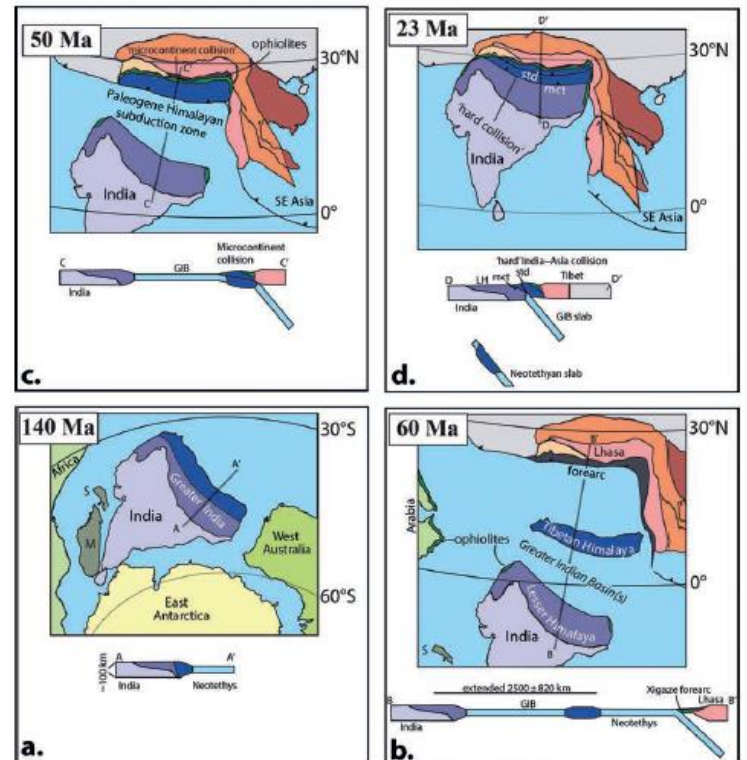 50 Ma
'microcontinent collision'
ophiolites
30°N
C'
Paleogene Himalayan
subduction zone
India
C
SE Asia
0°
Microcontinent
collision
C
GIB
C'
India
c.
23 Ma
D'
30°N
std
mct
D
'hard collision'
India
SE Asia
0°
'hard' India–Asia collision
std
D
LH
mct
Tibet
D'
India
GIB slab
Neotethyan slab
d.
140 Ma
30°S
Africa
S
A'
Greater India
India
A
M
West
Australia
60°S
East
Antarctica
A
A'
~100 km
India
Neotethys
a.
60 Ma
30°N
B'
Lhasa
forearc
Arabia
Tibetan Himalaya
ophiolites
Greater Indian Basin(s)
0°
Lesser Himalaya
India
S
B
extended 2500 ± 820 km
Xigaze forearc
B
GIB
Lhasa B'
Neotethys
India
b.